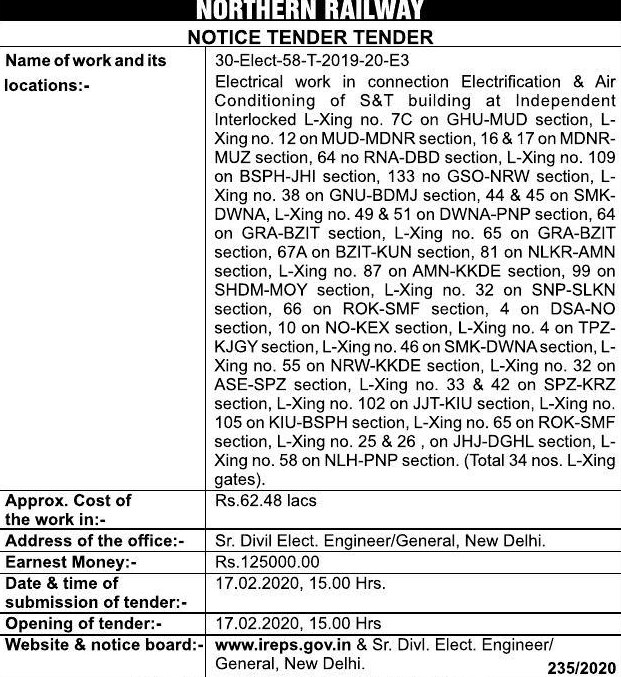 NORTHERN RAILWAY
NOTICE TENDER TENDER
Name of work and its locations:-
30-Elect-58-T-2019-20-E3
Electrical work in connection Electrification & Air
Conditioning of S&T building at Independent
Interlocked L-Xing no. 7C on GHU-MUD section, L-
Xing no. 12 on MUD-MDNR section, 16 & 17 on MDNR-
MUZ section, 64 no RNA-DBD section, L-Xing no. 109
on BSPH-JHI section, 133 no GSO-NRW section, L-
Xing no. 38 on GNU-BDMJ section, 44 & 45 on SMK-
DWNA, L-Xing no. 49 & 51 on DWNA-PNP section, 64
on GRA-BZIT section, L-Xing no. 65 on GRA-BZIT
section, 67A on BZIT-KUN section, 81 on NLKR-AMN
section, L-Xing no. 87 on AMN-KKDE section, 99 on
SHDM-MOY section, L-Xing no. 32 on SNP-SLKN
section, 66 on ROK-SMF section, 4 on DSA-NO
section, 10 on NO-KEX section, L-Xing no. 4 on TPZ-
KJGY section, L-Xing no. 46 on SMK-DWNA section, L-
Xing no. 55 on NRW-KKDE section, L-Xing no. 32 on
ASE-SPZ section, L-Xing no. 33 & 42 on SPZ-KRZ
section, L-Xing no. 102 on JJT-KIU section, L-Xing no.
105 on KIU-BSPH section, L-Xing no. 65 on ROK-SMF
section, L-Xing no. 25 & 26 , on JHJ-DGHL section, L-
Xing no. 58 on NLH-PNP section. (Total 34 nos. L-Xing
gates).
Approx. Cost of
the work in:-
Rs.62.48 lacs
Address of the office:-
Sr. Divil Elect. Engineer/General, New Delhi.
Earnest Money:-
Rs.125000.00
Date & time of
submission of tender:-
17.02.2020, 15.00 Hrs.
Opening of tender:-
17.02.2020, 15.00 Hrs
Website & notice board:-
www.ireps.gov.in & Sr. Divl. Elect. Engineer/
General, New Delhi.
235/2020